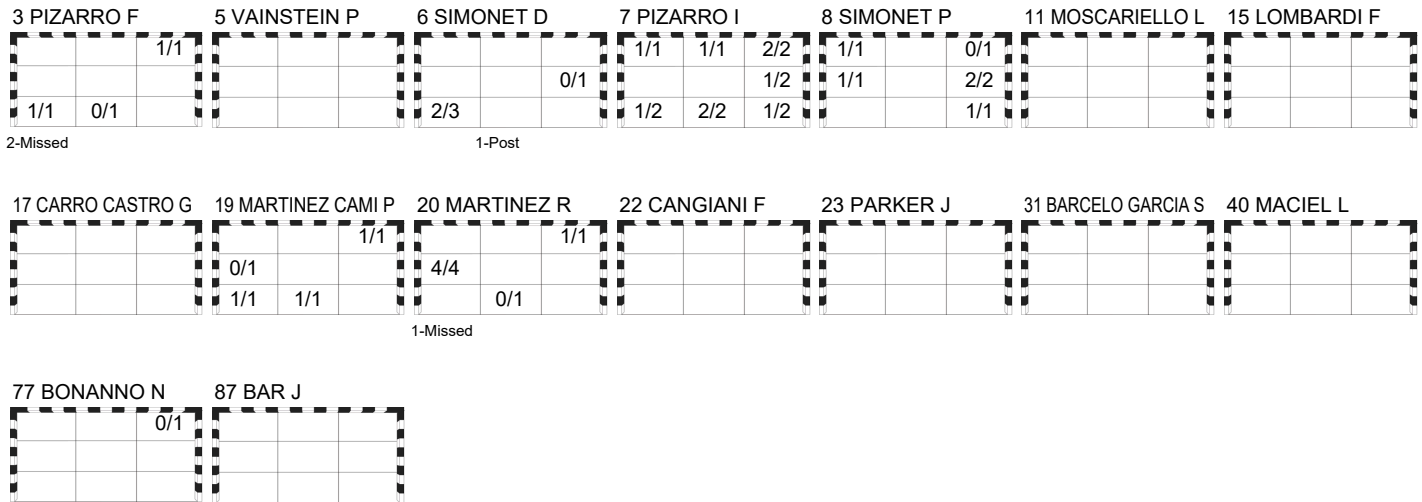 3 PIZARRO F 5 VAINSTEIN P 6 SIMONET D 7 PIZARRO I 8 SIMONET P 11 MOSCARIELLO L 15 LOMBARDI F
1/1 1/1 1/1 2/2 1/1 0/1
0/1 1/2 1/1 2/2
1/1 0/1 2/3 1/2 2/2 1/2 1/1
2-Missed 1-Post
17 CARRO CASTRO G 19 MARTINEZ CAMI P 20 MARTINEZ R 22 CANGIANI F 23 PARKER J 31 BARCELO GARCIA S 40 MACIEL L
1/1 1/1
0/1 4/4
1/1 1/1 0/1
1-Missed
77 BONANNO N 87 BAR J
0/1